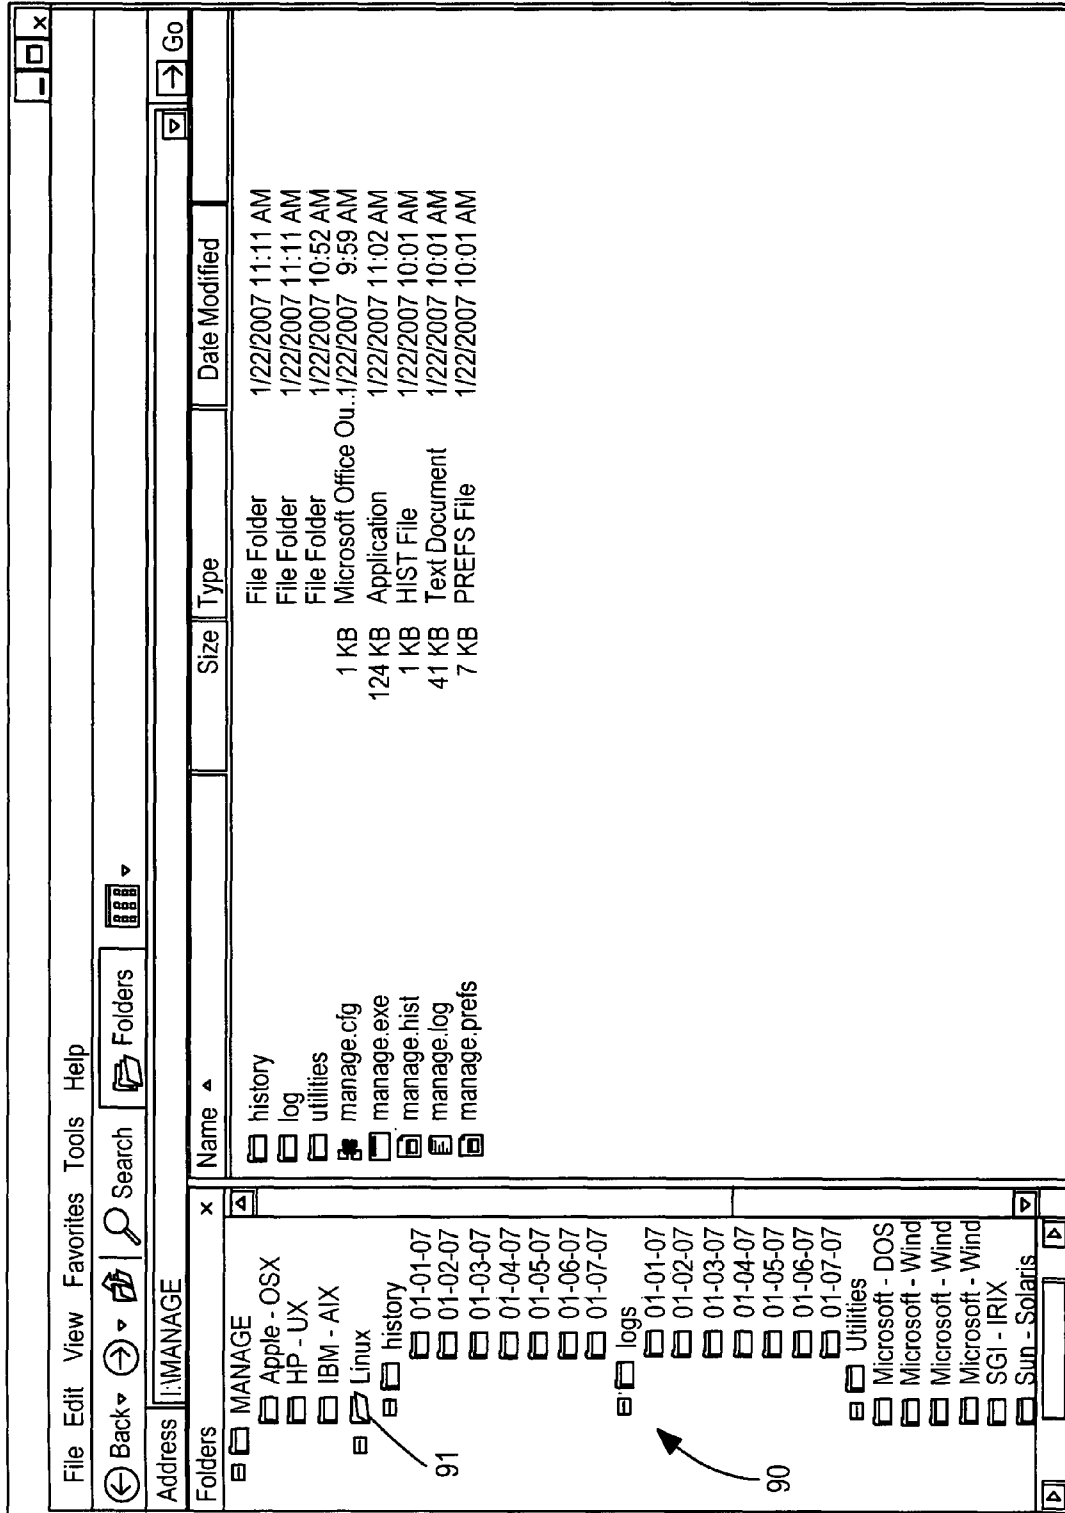 File Edit View Favorites Tools Help
Back Search Folders
Address I:\MANAGE Go
Folders x
MANAGE
Apple - OSX
HP - UX
IBM - AIX
Linux
history
01-01-07
01-02-07
01-03-07
01-04-07
01-05-07
01-06-07
01-07-07
logs
01-01-07
01-02-07
01-03-07
01-04-07
01-05-07
01-06-07
01-07-07
Utilities
Microsoft - DOS
Microsoft - Wind
Microsoft - Wind
Microsoft - Wind
SGI - IRIX
Sun - Solaris
91
90
Name Size Type Date Modified
history File Folder 1/22/2007 11:11 AM
log File Folder 1/22/2007 11:11 AM
utilities File Folder 1/22/2007 10:52 AM
manage.cfg 1 KB Microsoft Office Ou.. 1/22/2007 9:59 AM
manage.exe 124 KB Application 1/22/2007 11:02 AM
manage.hist 1 KB HIST File 1/22/2007 10:01 AM
manage.log 41 KB Text Document 1/22/2007 10:01 AM
manage.prefs 7 KB PREFS File 1/22/2007 10:01 AM